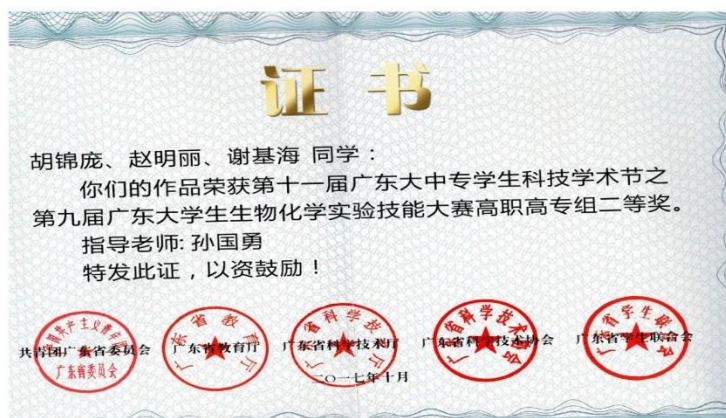 证书
胡锦庞、赵明丽、谢基海 同学：
你们的作品荣获第十一届广东大中专学生科技学术节之
第九届广东大学生生物化学实验技能大赛高职高专组二等奖。
指导老师: 孙国勇
特发此证，以资鼓励！
共青团广东省委员会 广东省教育厅 广东省科学技术厅 广东省科学技术协会 广东省学生联合会
二〇一七年十月